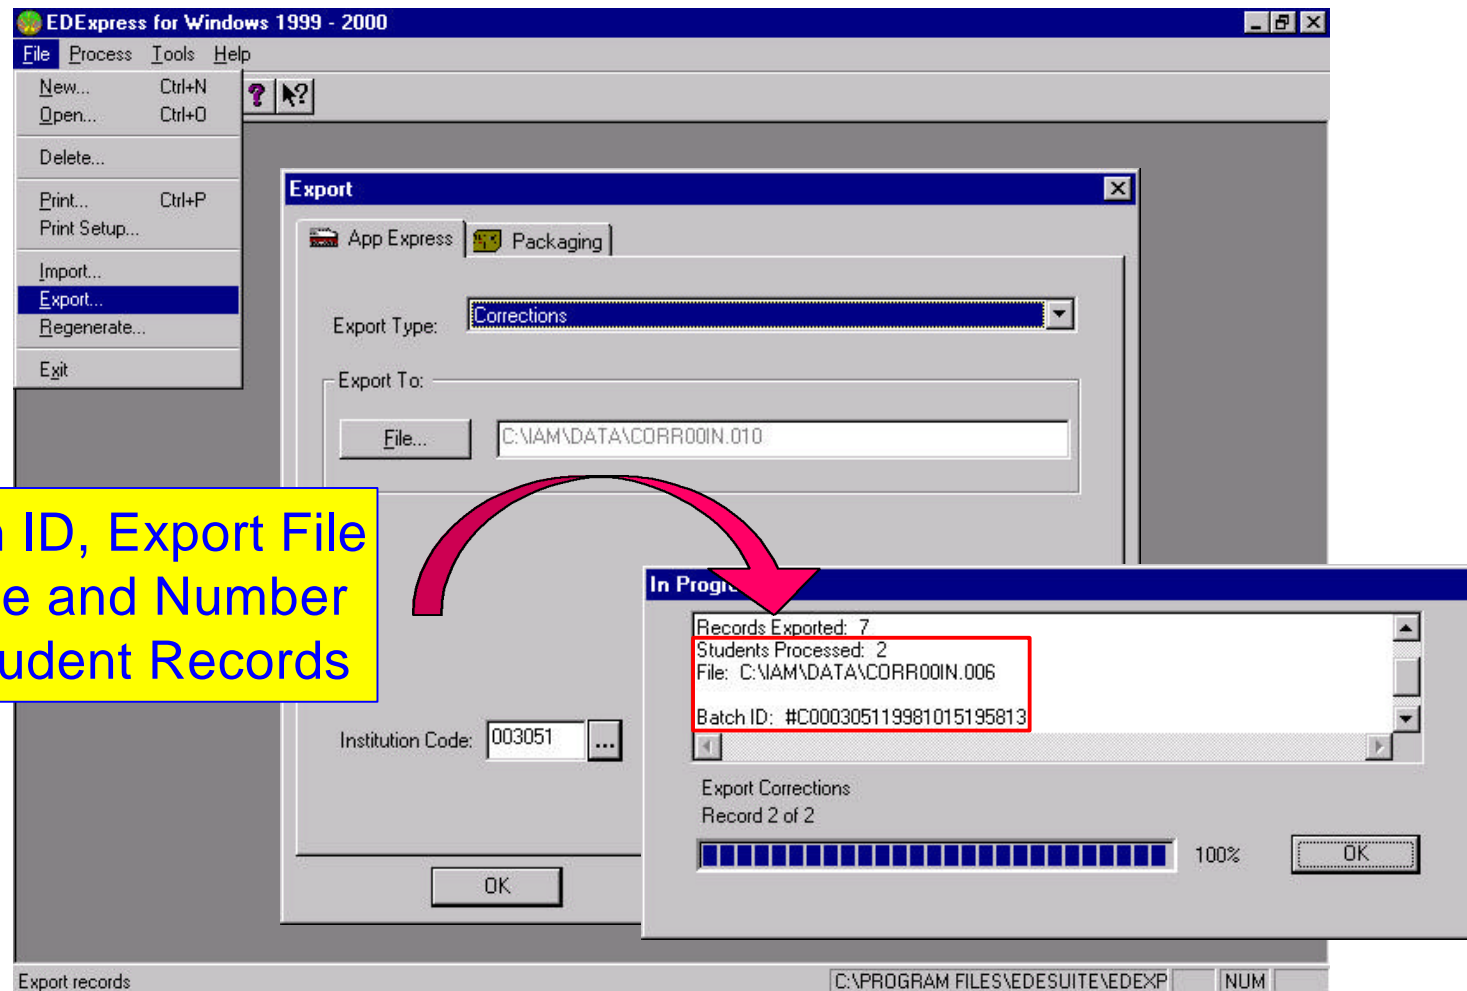 EDExpress for Windows 1999 - 2000
File Process Tools Help
New... Ctrl+N
Open... Ctrl+O
Delete...
Print... Ctrl+P
Print Setup...
Import...
Export...
Regenerate...
Exit
Export
App Express Packaging
Export Type: Corrections
Export To:
File... C:\IAM\DATA\CORR00IN.010
ID, Export File
and Number
Records
Institution Code: 003051 ...
OK
In
Records Exported: 7
Students Processed: 2
File: C:\IAM\DATA\CORR00IN.006
Batch ID: #C000305119981015195813
Export Corrections
Record 2 of 2
100% OK
Export records C:\PROGRAM FILES\EDESUITE\EDEXP NUM